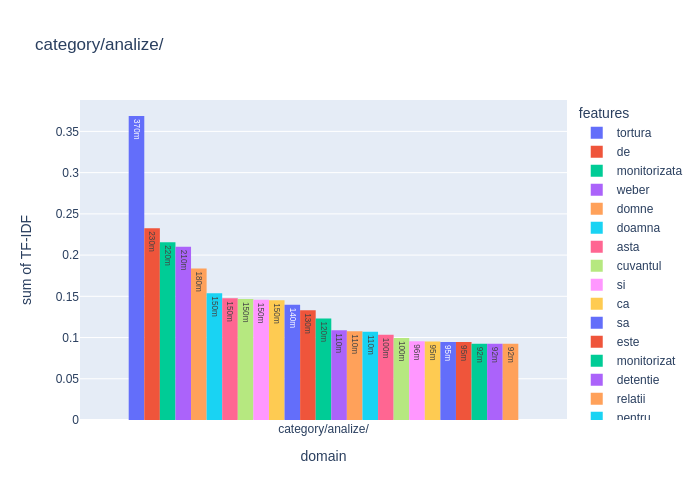 category/analize/
features
tortura
de
monitorizata
weber
domne
doamna
asta
cuvantul
si
ca
sa
este
monitorizat
detentie
relatii
pentru
sum of TF-IDF
0.35
0.3
0.25
0.2
0.15
0.1
0.05
0
370m
230m
220m
210m
180m
150m
150m
150m
150m
150m
140m
130m
120m
110m
110m
110m
100m
100m
96m
95m
95m
95m
92m
92m
92m
category/analize/
domain